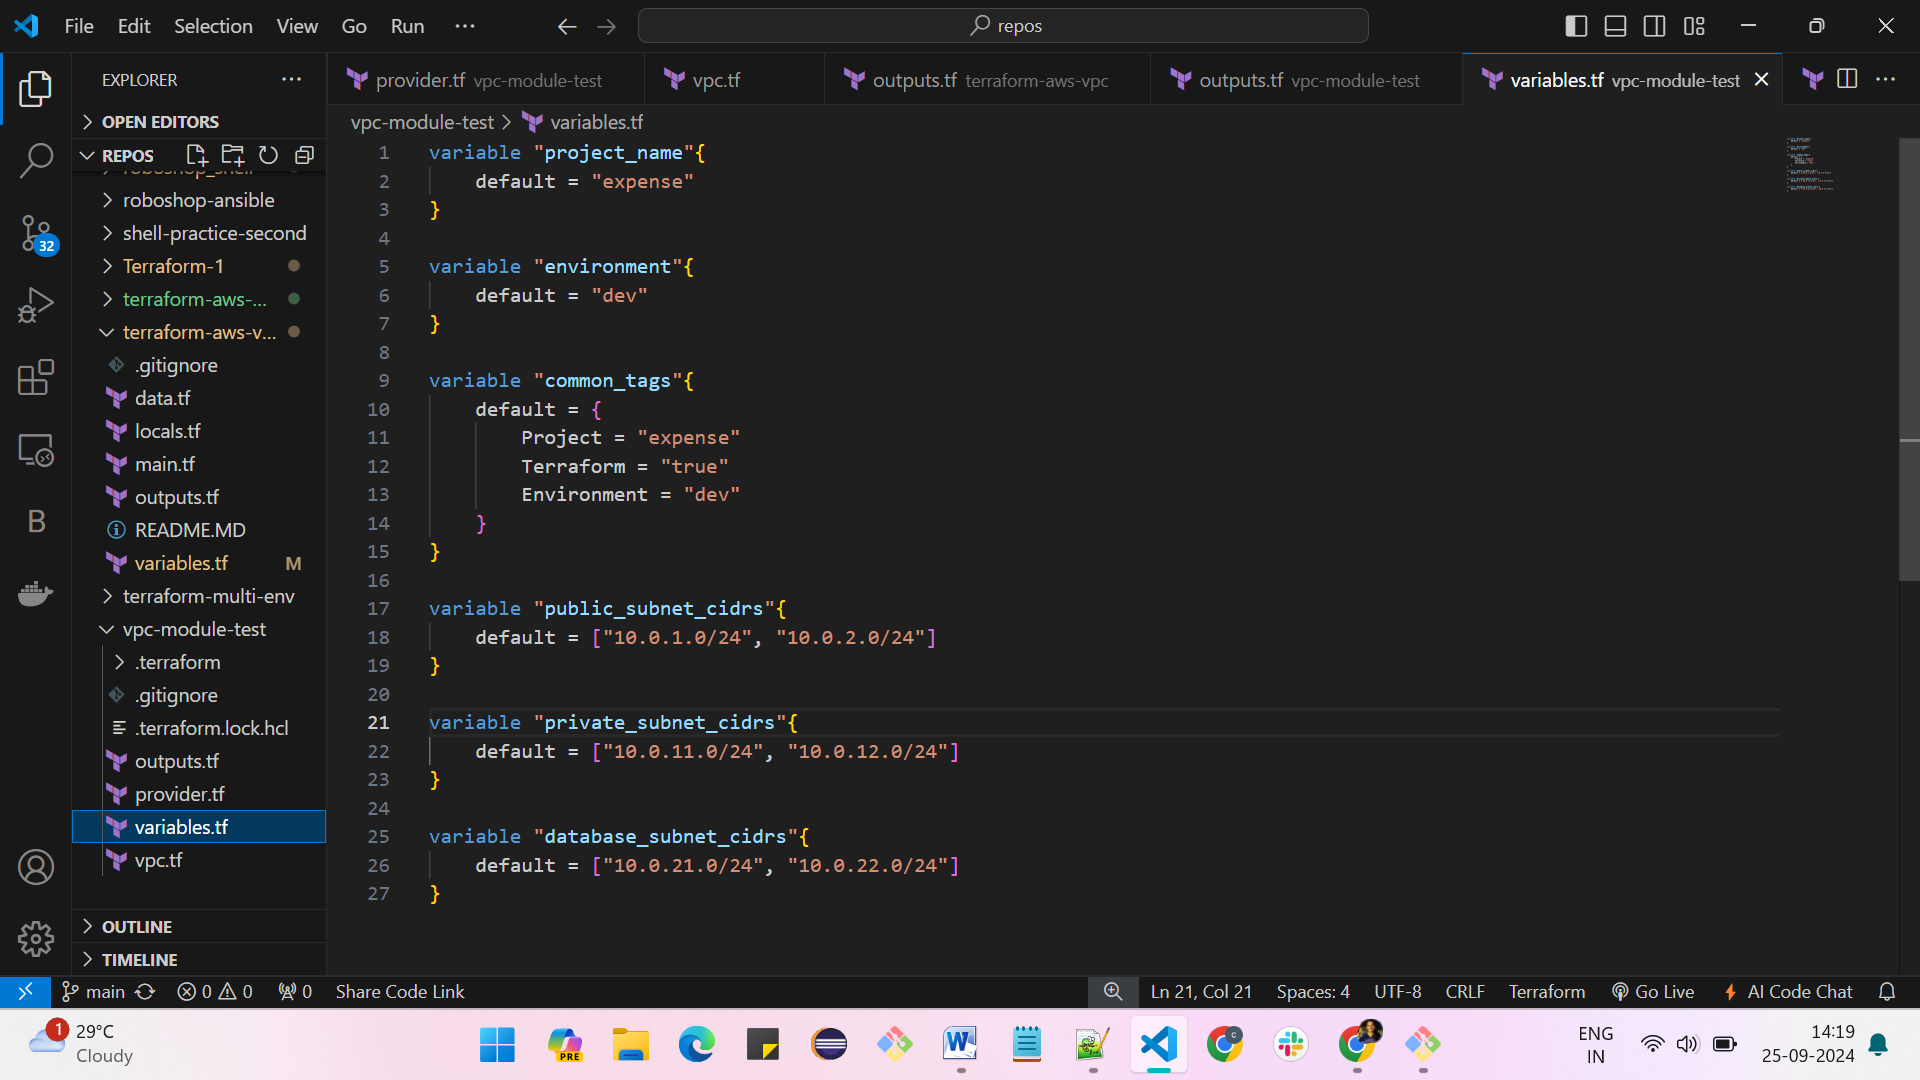 File Edit Selection View Go Run ···
repos
EXPLORER
OPEN EDITORS
REPOS
roboshop_shell
roboshop-ansible
shell-practice-second
Terraform-1
terraform-aws-...
terraform-aws-v...
.gitignore
data.tf
locals.tf
main.tf
outputs.tf
README.MD
variables.tf M
terraform-multi-env
vpc-module-test
.terraform
.gitignore
.terraform.lock.hcl
outputs.tf
provider.tf
variables.tf
vpc.tf
OUTLINE
TIMELINE
32
B
provider.tf vpc-module-test
vpc.tf
outputs.tf terraform-aws-vpc
outputs.tf vpc-module-test
variables.tf vpc-module-test
vpc-module-test > variables.tf
1 variable "project_name"{
2 default = "expense"
3 }
4
5 variable "environment"{
6 default = "dev"
7 }
8
9 variable "common_tags"{
10 default = {
11 Project = "expense"
12 Terraform = "true"
13 Environment = "dev"
14 }
15 }
16
17 variable "public_subnet_cidrs"{
18 default = ["10.0.1.0/24", "10.0.2.0/24"]
19 }
20
21 variable "private_subnet_cidrs"{
22 default = ["10.0.11.0/24", "10.0.12.0/24"]
23 }
24
25 variable "database_subnet_cidrs"{
26 default = ["10.0.21.0/24", "10.0.22.0/24"]
27 }
main 0 0 0 Share Code Link
Ln 21, Col 21 Spaces: 4 UTF-8 CRLF Terraform Go Live AI Code Chat
1
29°C
Cloudy
PRE
W
C
ENG
IN
14:19
25-09-2024